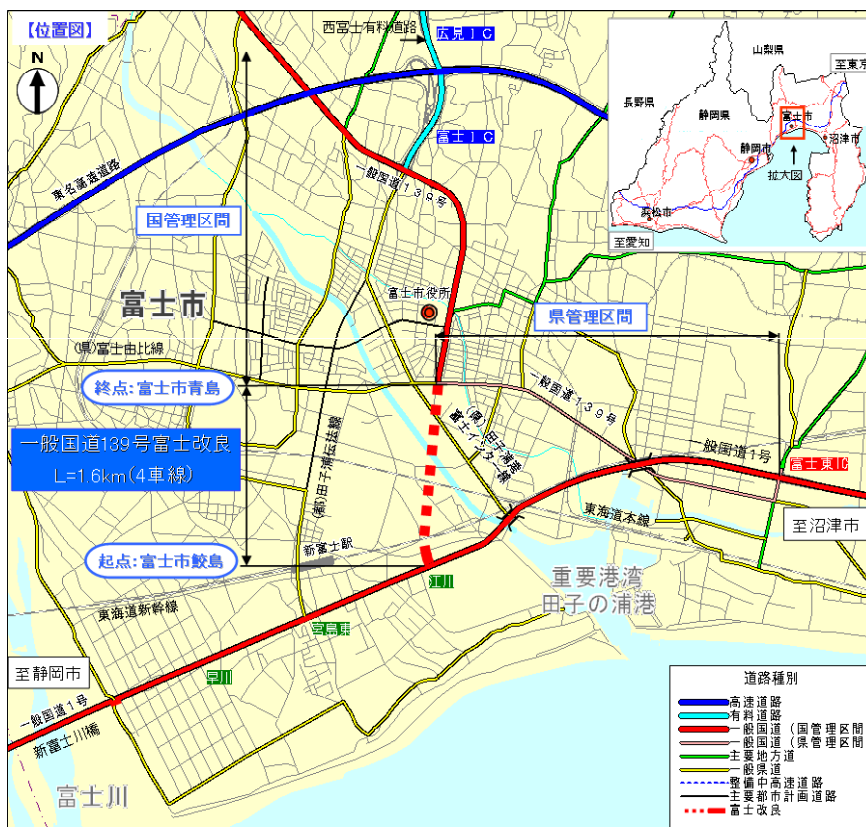 【位置図】
N
西富士有料道路
広見IC
富士IC
東名高速道路
一般国道139号
国管理区間
富士市
富士市役所
県管理区間
(県)富士由比線
終点:富士市青島
一般国道139号
(県)田子浦港
富士インター線
一般国道1号
富士東IC
一般国道139号富士改良
L=1.6km(4車線)
(都)田子浦伝法線
東海道本線
至沼津市
新富士駅
起点:富士市鮫島
江川
重要港湾
田子の浦港
東海道新幹線
宮島東
至静岡市
早川
一般国道1号
新富士川橋
富士川
山梨県
至東京
長野県
静岡県
富士市
沼津市
静岡市
拡大図
浜松市
至愛知
道路種別
高速道路
有料道路
一般国道(国管理区間
一般国道(県管理区間
主要地方道
一般県道
整備中高速道路
主要都市計画道路
富士改良